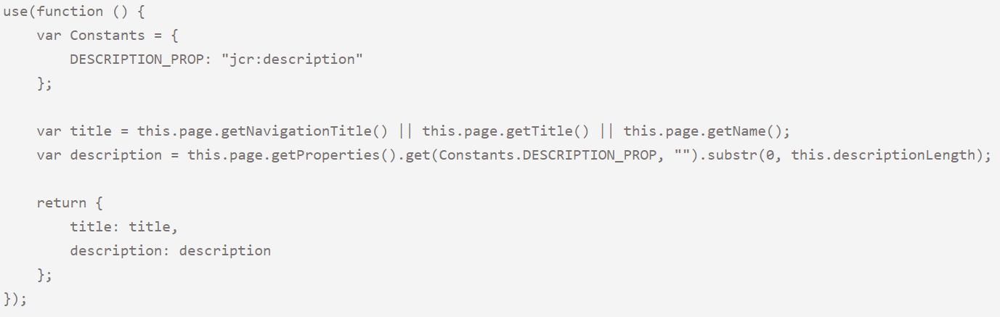 use(function () {
    var Constants = {
        DESCRIPTION_PROP: "jcr:description"
    };

    var title = this.page.getNavigationTitle() || this.page.getTitle() || this.page.getName();
    var description = this.page.getProperties().get(Constants.DESCRIPTION_PROP, "").substr(0, this.descriptionLength);

    return {
        title: title,
        description: description
    };
});